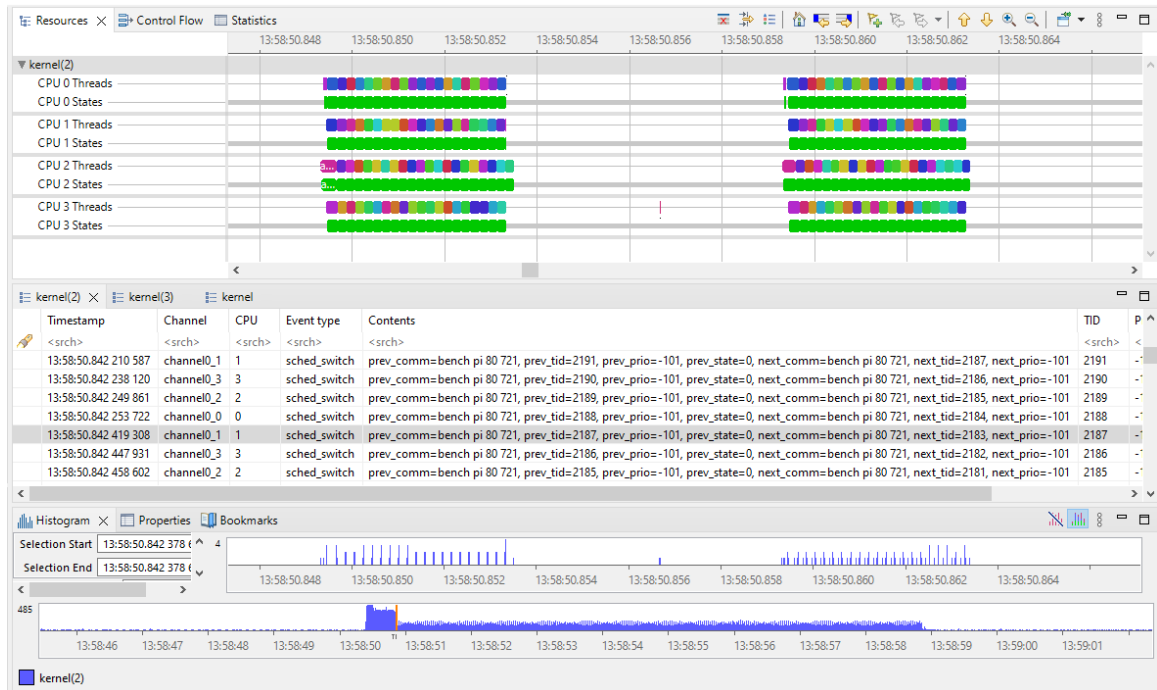 Resources Control Flow Statistics
13:58:50.848 13:58:50.850 13:58:50.852 13:58:50.854 13:58:50.856 13:58:50.858 13:58:50.860 13:58:50.862 13:58:50.864
kernel(2)
CPU 0 Threads
CPU 0 States
CPU 1 Threads
CPU 1 States
CPU 2 Threads a...
CPU 2 States a...
CPU 3 Threads
CPU 3 States
kernel(2) kernel(3) kernel
Timestamp Channel CPU Event type Contents TID P
<srch> <srch> <srch> <srch> <srch> <srch> <
13:58:50.842 210 587 channel0_1 1 sched_switch prev_comm=bench pi 80 721, prev_tid=2191, prev_prio=-101, prev_state=0, next_comm=bench pi 80 721, next_tid=2187, next_prio=-101 2191 -1
13:58:50.842 238 120 channel0_3 3 sched_switch prev_comm=bench pi 80 721, prev_tid=2190, prev_prio=-101, prev_state=0, next_comm=bench pi 80 721, next_tid=2186, next_prio=-101 2190 -1
13:58:50.842 249 861 channel0_2 2 sched_switch prev_comm=bench pi 80 721, prev_tid=2189, prev_prio=-101, prev_state=0, next_comm=bench pi 80 721, next_tid=2185, next_prio=-101 2189 -1
13:58:50.842 253 722 channel0_0 0 sched_switch prev_comm=bench pi 80 721, prev_tid=2188, prev_prio=-101, prev_state=0, next_comm=bench pi 80 721, next_tid=2184, next_prio=-101 2188 -1
13:58:50.842 419 308 channel0_1 1 sched_switch prev_comm=bench pi 80 721, prev_tid=2187, prev_prio=-101, prev_state=0, next_comm=bench pi 80 721, next_tid=2183, next_prio=-101 2187 -1
13:58:50.842 447 931 channel0_3 3 sched_switch prev_comm=bench pi 80 721, prev_tid=2186, prev_prio=-101, prev_state=0, next_comm=bench pi 80 721, next_tid=2182, next_prio=-101 2186 -1
13:58:50.842 458 602 channel0_2 2 sched_switch prev_comm=bench pi 80 721, prev_tid=2185, prev_prio=-101, prev_state=0, next_comm=bench pi 80 721, next_tid=2181, next_prio=-101 2185 -1
Histogram Properties Bookmarks
Selection Start 13:58:50.842 378 4
Selection End 13:58:50.842 378
13:58:50.848 13:58:50.850 13:58:50.852 13:58:50.854 13:58:50.856 13:58:50.858 13:58:50.860 13:58:50.862 13:58:50.864
485
13:58:46 13:58:47 13:58:48 13:58:49 13:58:50 13:58:51 13:58:52 13:58:53 13:58:54 13:58:55 13:58:56 13:58:57 13:58:58 13:58:59 13:59:00 13:59:01
kernel(2)